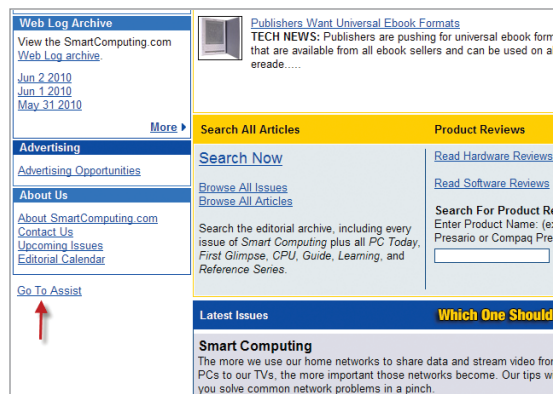 Web Log Archive
View the SmartComputing.com
Web Log archive.
Jun 2 2010
Jun 1 2010
May 31 2010
More
Advertising
Advertising Opportunities
About Us
About SmartComputing.com
Contact Us
Upcoming Issues
Editorial Calendar
Go To Assist
Publishers Want Universal Ebook Formats
TECH NEWS: Publishers are pushing for universal ebook form
that are available from all ebook sellers and can be used on a
ereade.....
Search All Articles
Search Now
Browse All Issues
Browse All Articles
Search the editorial archive, including every
issue of Smart Computing plus all PC Today,
First Glimpse, CPU, Guide, Learning, and
Reference Series.
Product Reviews
Read Hardware Reviews
Read Software Reviews
Search For Product Re
Enter Product Name: (ex
Presario or Compaq Pre
Latest Issues
Which One Should
Smart Computing
The more we use our home networks to share data and stream video from
PCs to our TVs, the more important those networks become. Our tips w
you solve common network problems in a pinch.